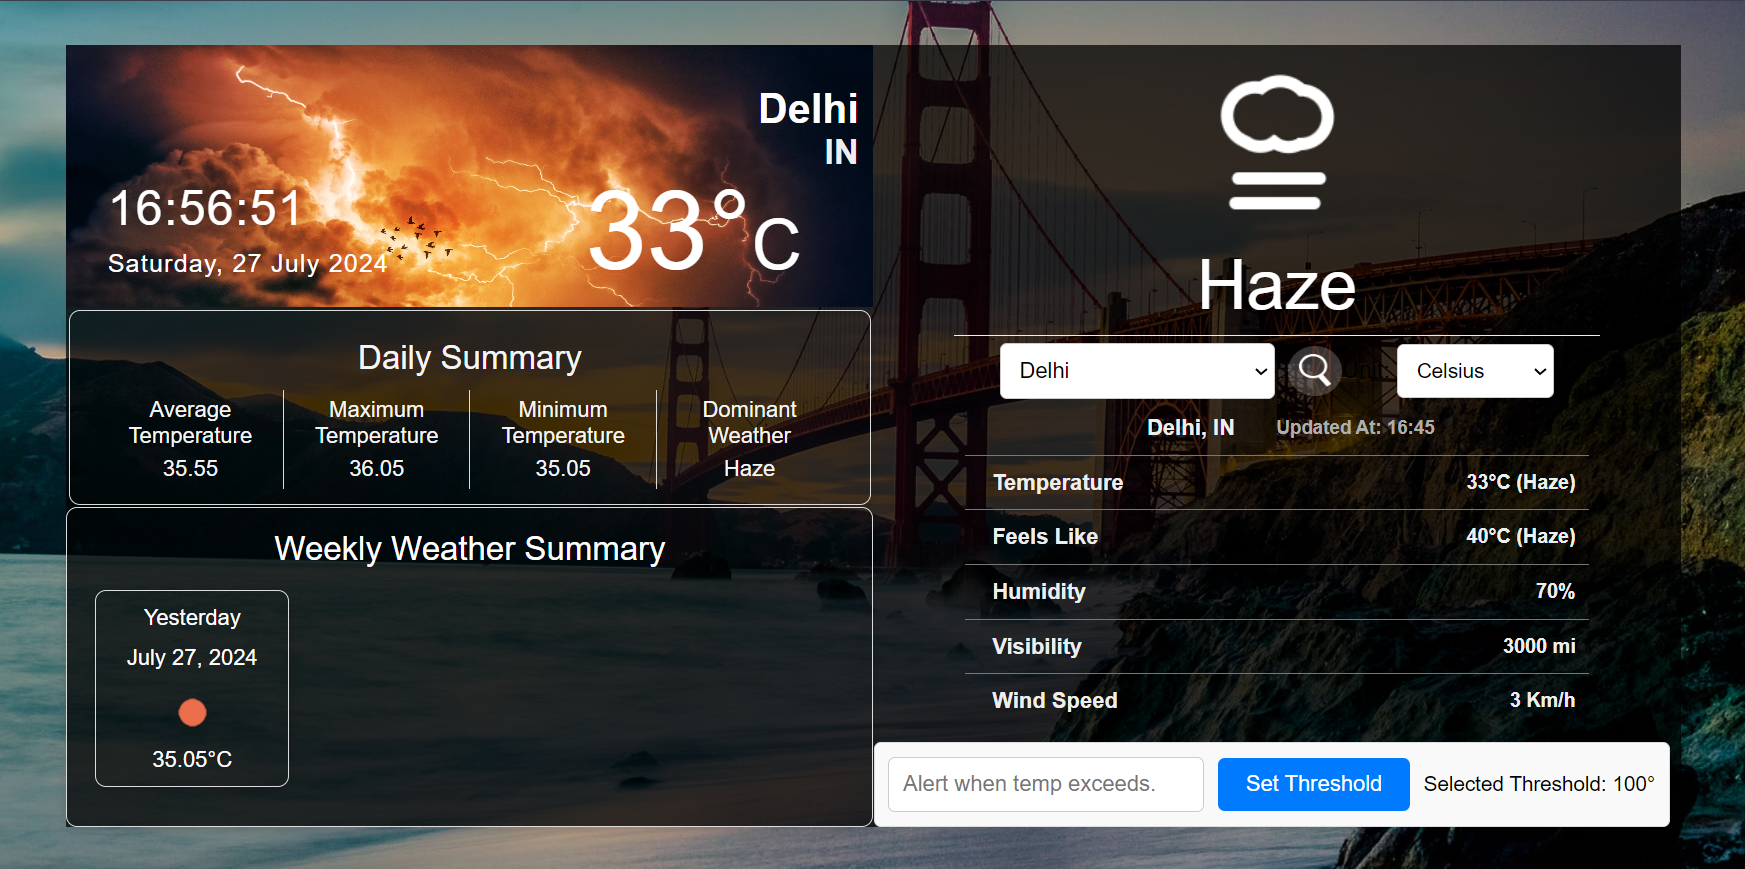 Delhi
IN
16:56:51
33°C
Saturday, 27 July 2024
Daily Summary
Average Temperature
35.55
Maximum Temperature
36.05
Minimum Temperature
35.05
Dominant Weather
Haze
Weekly Weather Summary
Yesterday
July 27, 2024
35.05°C
Haze
Delhi
Celsius
Delhi, IN
Updated At: 16:45
Temperature 33°C (Haze)
Feels Like 40°C (Haze)
Humidity 70%
Visibility 3000 mi
Wind Speed 3 Km/h
Alert when temp exceeds.
Set Threshold
Selected Threshold: 100°